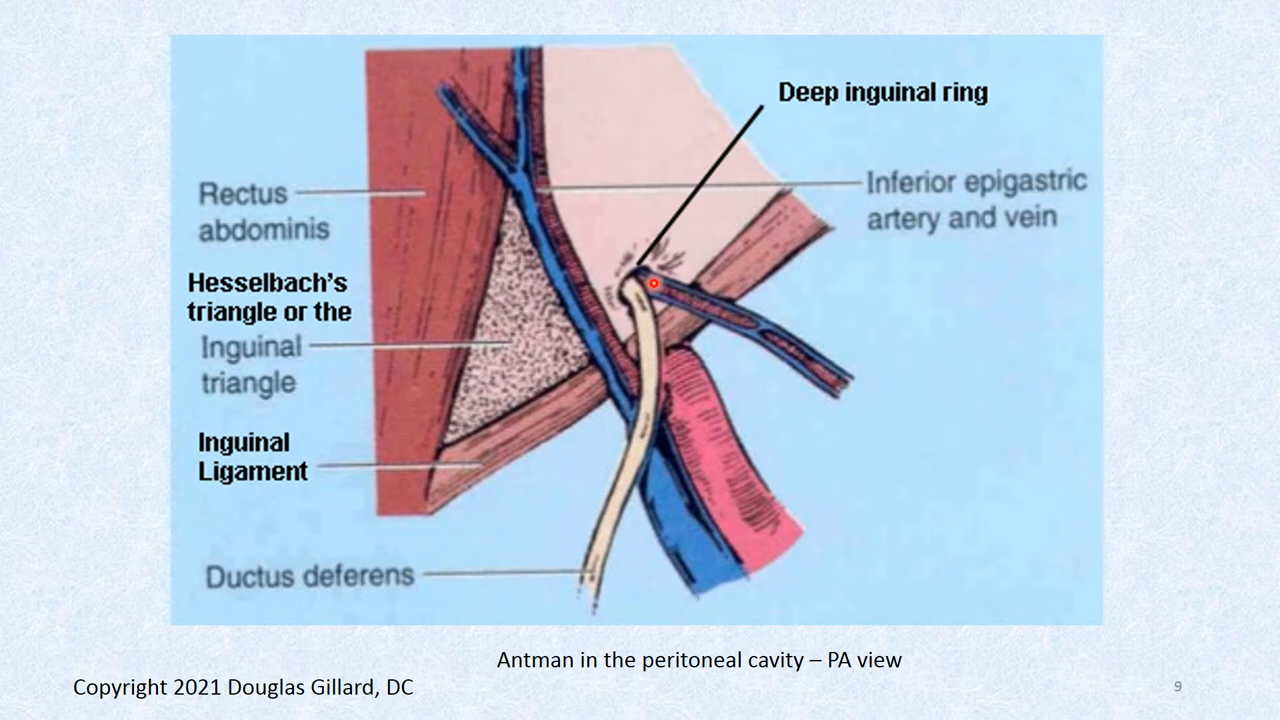 Deep inguinal ring
Rectus
abdominis
Inferior epigastric
artery and vein
Hesselbach's
triangle or the
Inguinal
triangle
Inguinal
Ligament
Ductus deferens
Antman in the peritoneal cavity – PA view
Copyright 2021 Douglas Gillard, DC
9